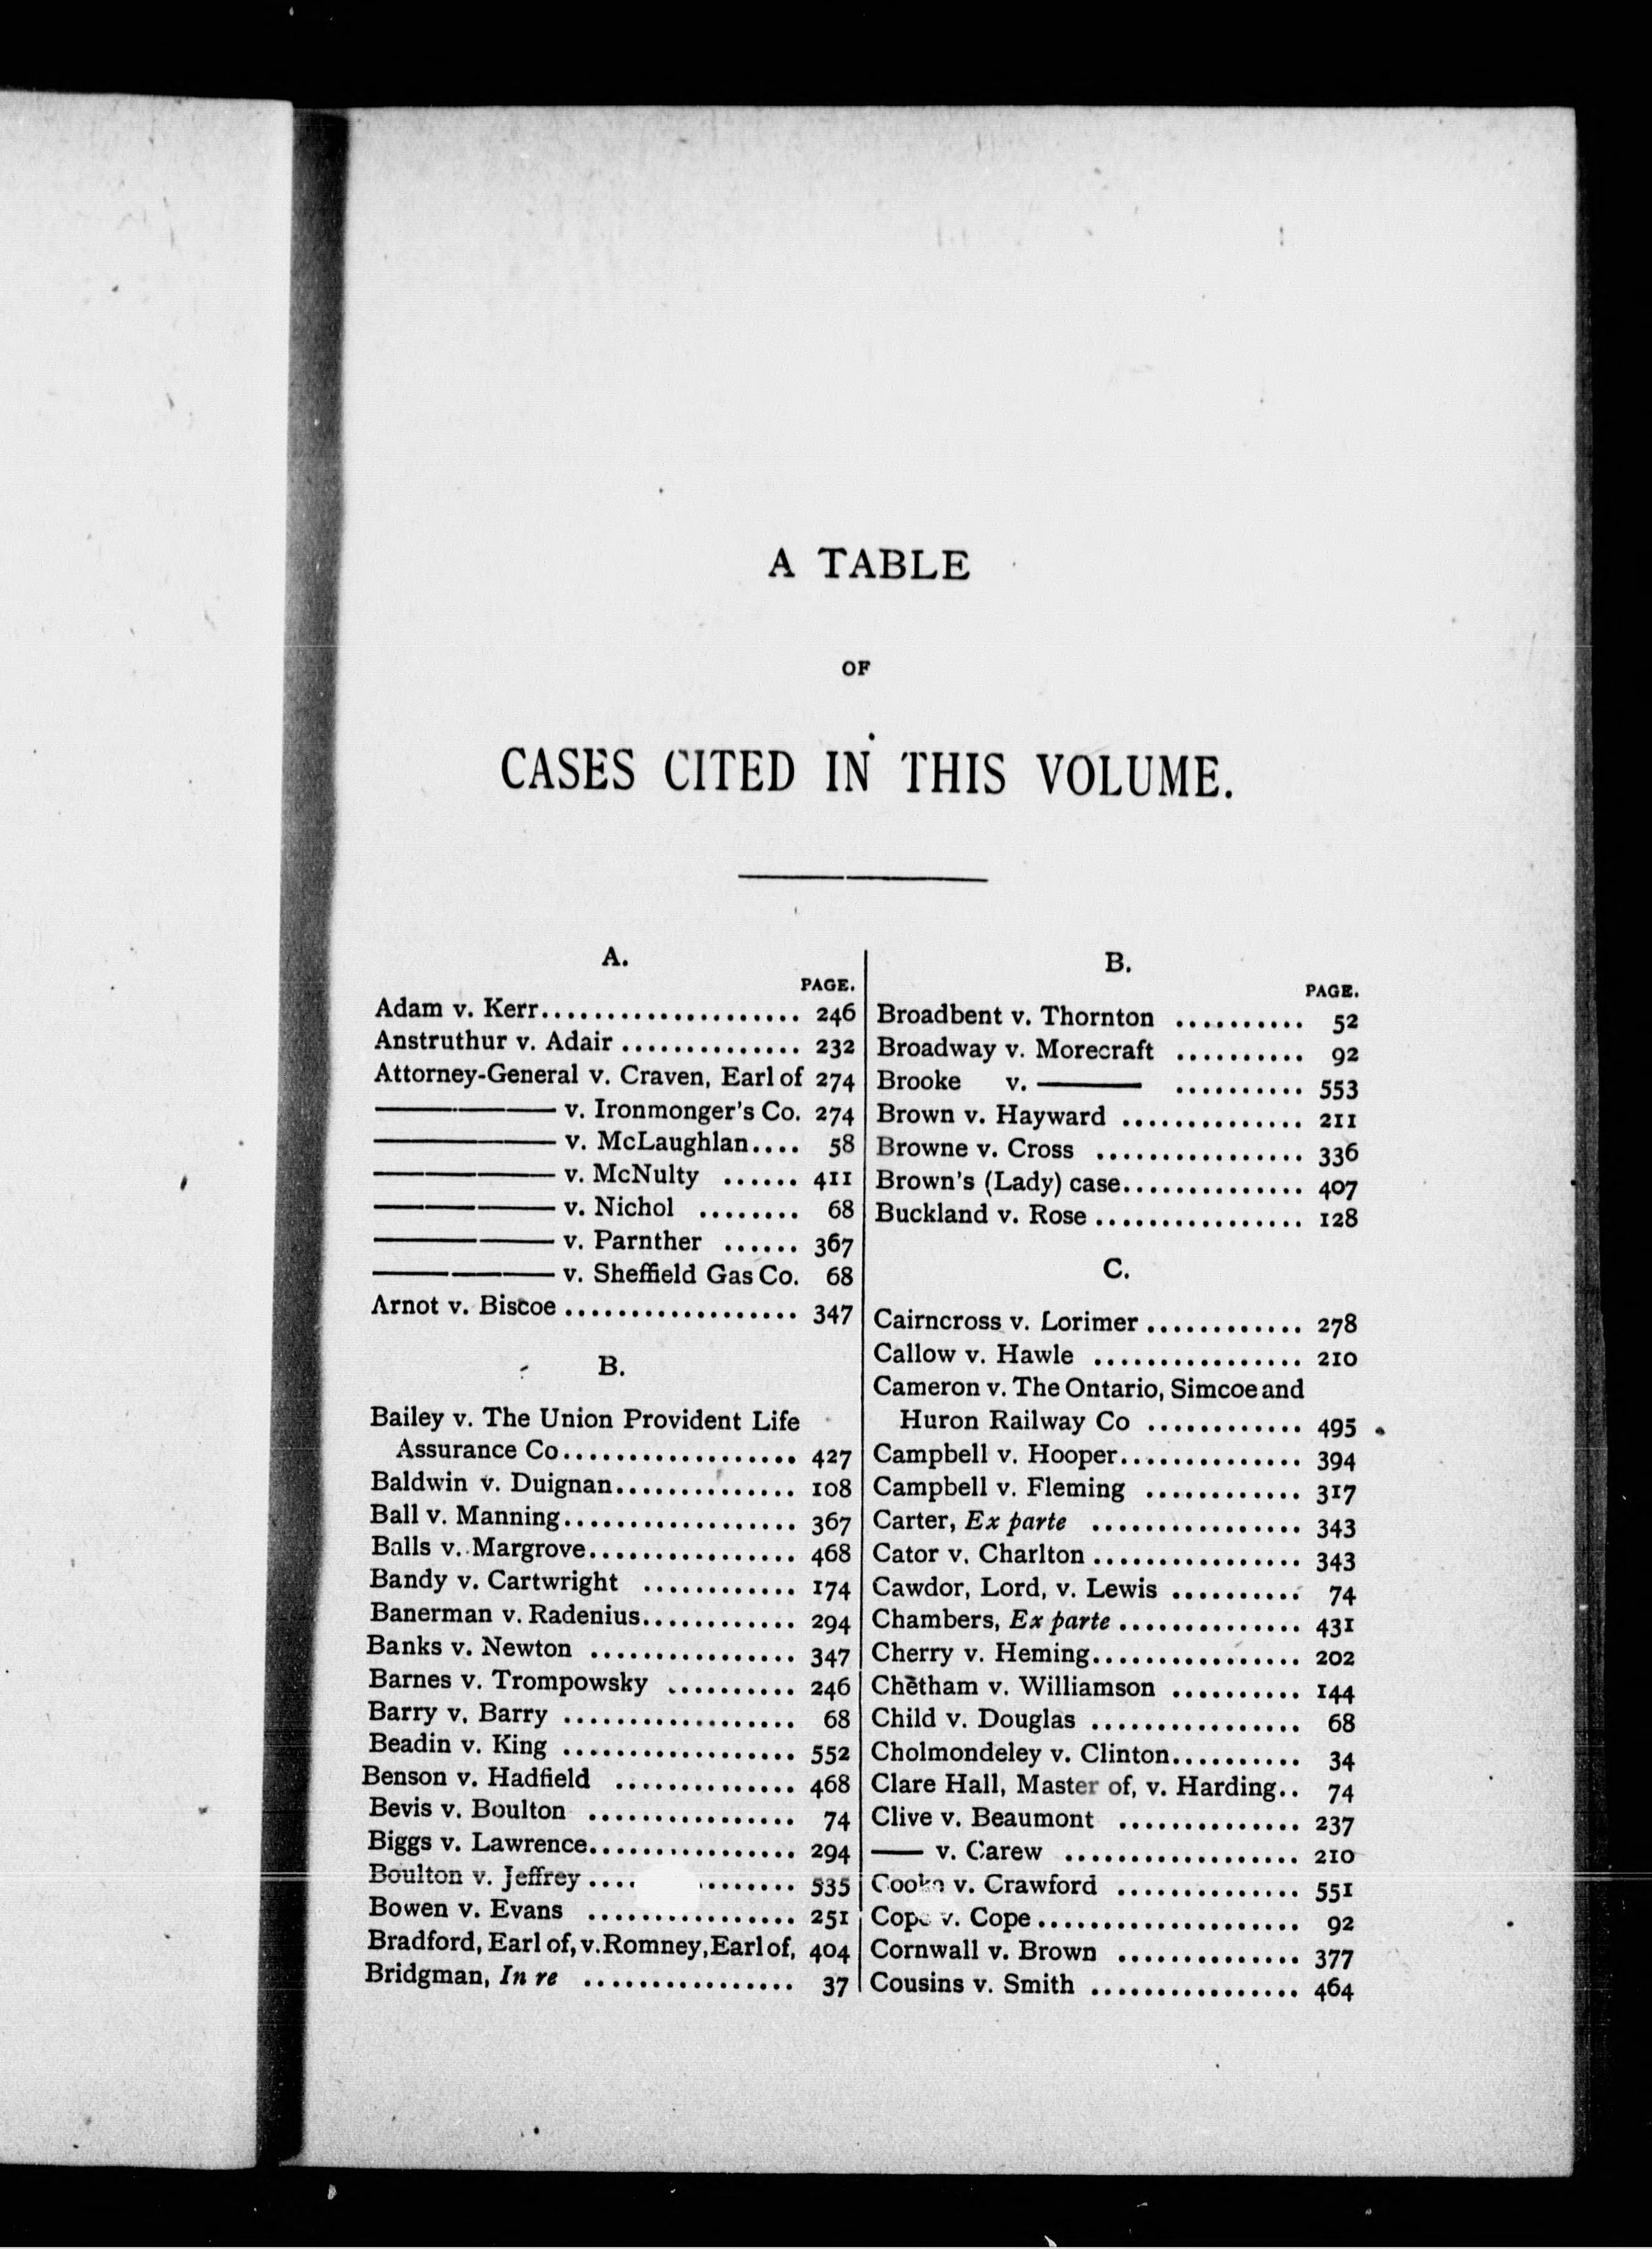 A TABLE
OF
CASES CITED IN THIS VOLUME.
A.
PAGE.
Adam v. Kerr.................... 246
Anstruthur v. Adair .............. 232
Attorney-General v. Craven, Earl of 274
———— v. Ironmonger's Co. 274
———— v. McLaughlan.... 58
———— v. McNulty ...... 411
———— v. Nichol ........ 68
———— v. Parnther ...... 367
———— v. Sheffield Gas Co. 68
Arnot v. Biscoe .................. 347
B.
Bailey v. The Union Provident Life
Assurance Co.................. 427
Baldwin v. Duignan.............. 108
Ball v. Manning.................. 367
Balls v. Margrove................ 468
Bandy v. Cartwright ............ 174
Banerman v. Radenius............ 294
Banks v. Newton ................ 347
Barnes v. Trompowsky .......... 246
Barry v. Barry .................. 68
Beadin v. King .................. 552
Benson v. Hadfield .............. 468
Bevis v. Boulton ................ 74
Biggs v. Lawrence................ 294
Boulton v. Jeffrey .... ........ 535
Bowen v. Evans ................ 251
Bradford, Earl of, v. Romney, Earl of, 404
Bridgman, In re ................ 37
B.
PAGE.
Broadbent v. Thornton .......... 52
Broadway v. Morecraft .......... 92
Brooke v. ——— .......... 553
Brown v. Hayward .............. 211
Browne v. Cross ................ 336
Brown's (Lady) case.............. 407
Buckland v. Rose ................ 128
C.
Cairncross v. Lorimer ............ 278
Callow v. Hawle ................ 210
Cameron v. The Ontario, Simcoe and
Huron Railway Co ............ 495
Campbell v. Hooper.............. 394
Campbell v. Fleming ............ 317
Carter, Ex parte ................ 343
Cator v. Charlton ................ 343
Cawdor, Lord, v. Lewis .......... 74
Chambers, Ex parte .............. 431
Cherry v. Heming................ 202
Chetham v. Williamson .......... 144
Child v. Douglas ................ 68
Cholmondeley v. Clinton.......... 34
Clare Hall, Master of, v. Harding.. 74
Clive v. Beaumont .............. 237
—— v. Carew .................. 210
Cooke v. Crawford .............. 551
Cope v. Cope.................... 92
Cornwall v. Brown .............. 377
Cousins v. Smith ................ 464